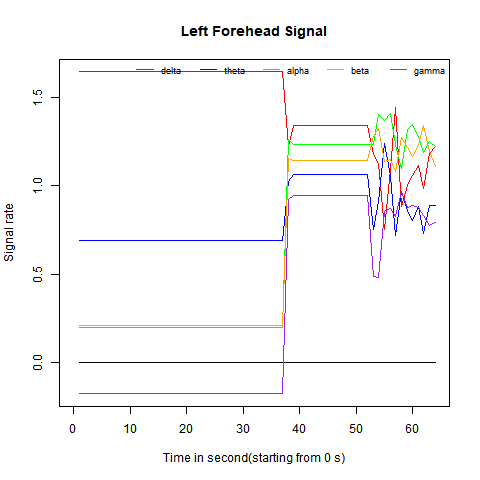 Left Forehead Signal
delta theta alpha beta gamma
1.5
1.0
0.5
0.0
Signal rate
0 10 20 30 40 50 60
Time in second(starting from 0 s)